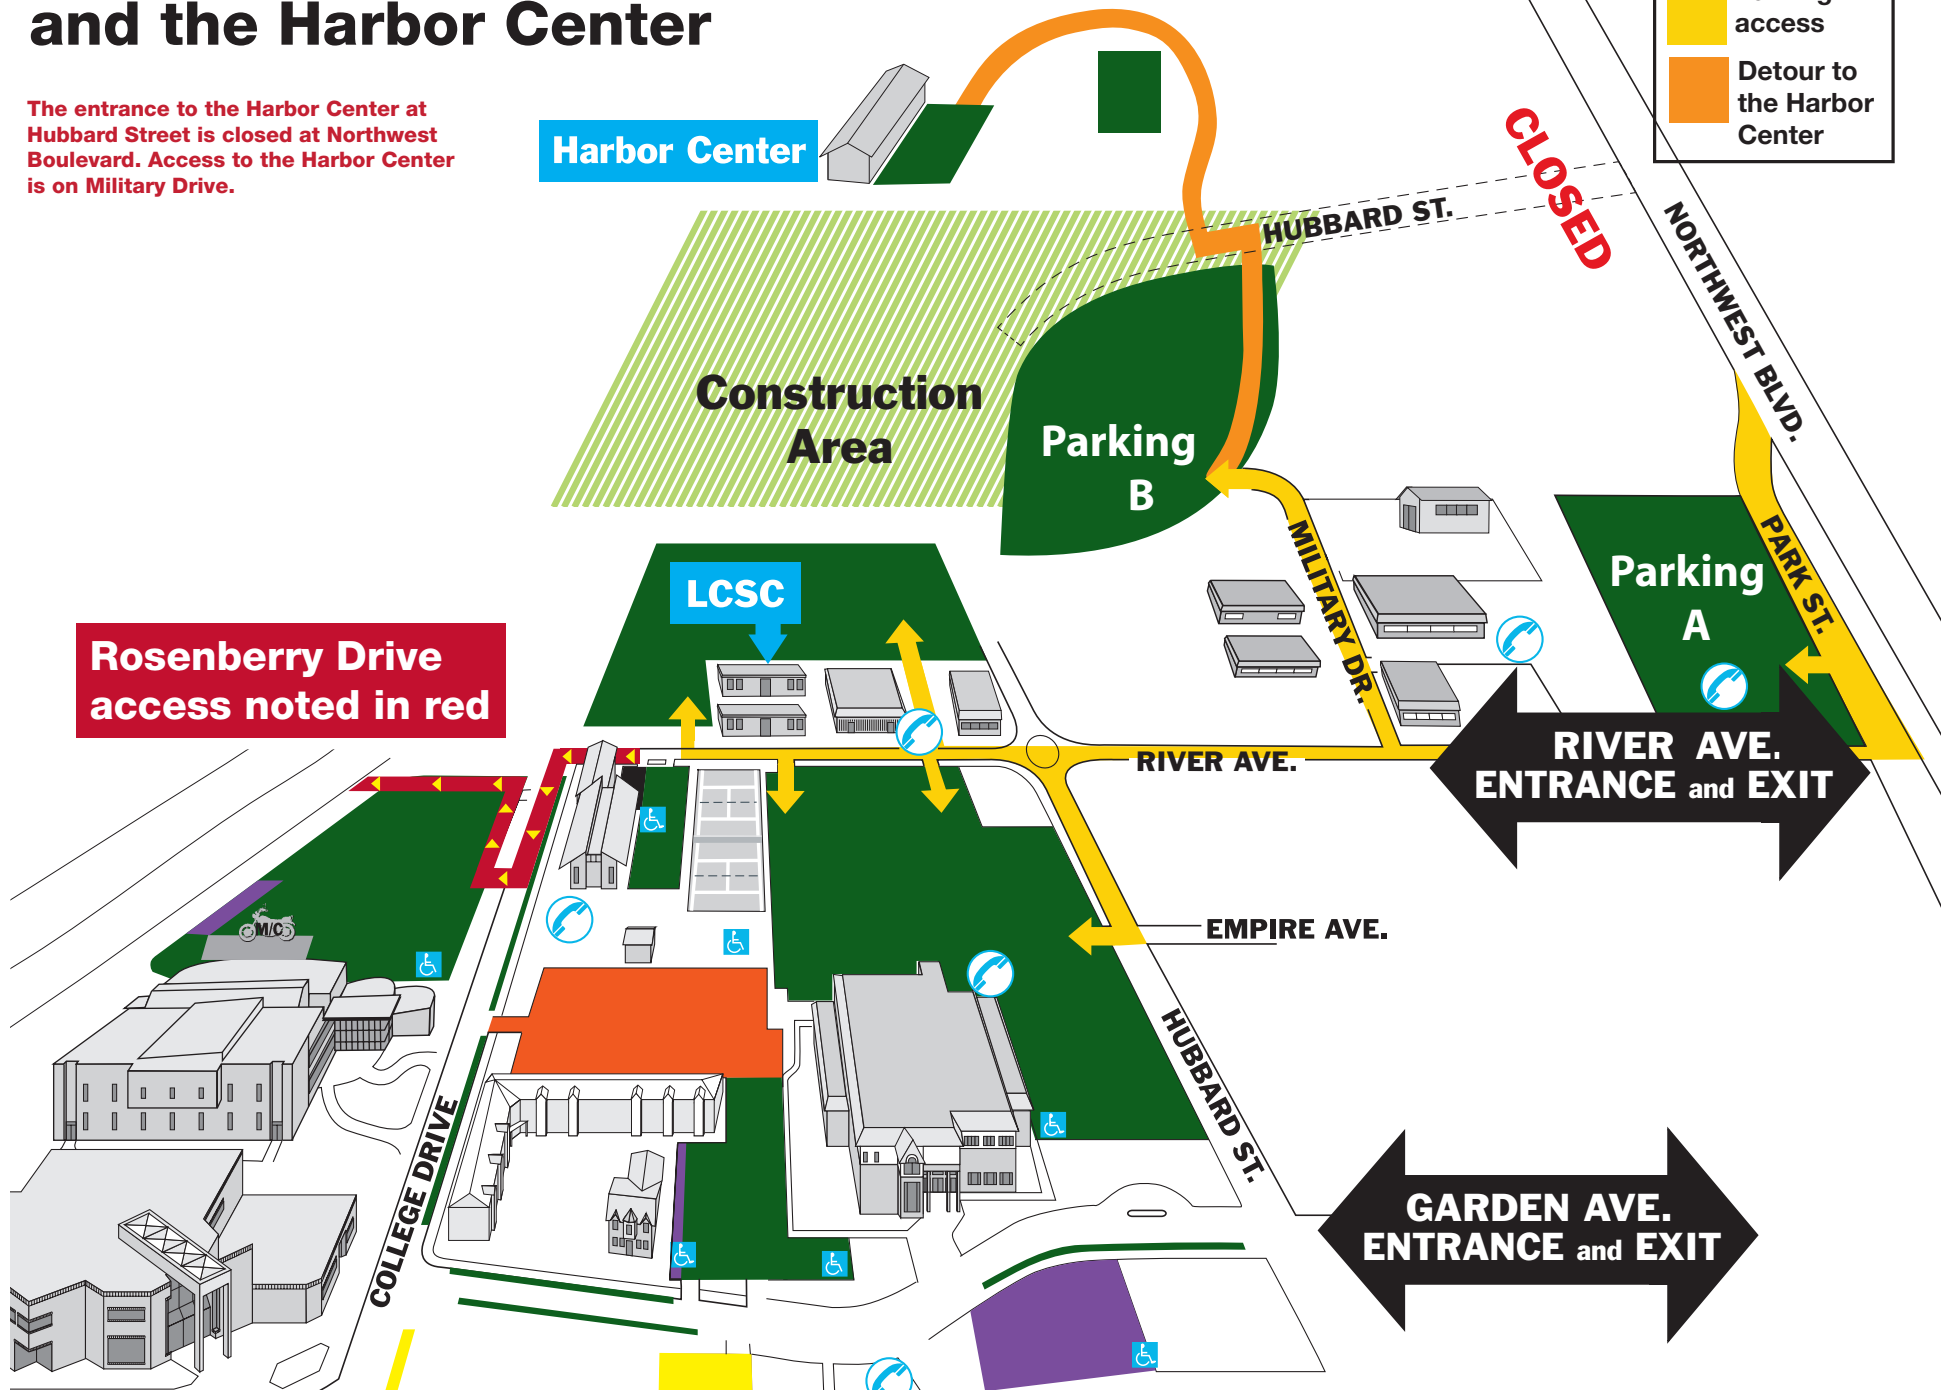 and the Harbor Center
The entrance to the Harbor Center at
Hubbard Street is closed at Northwest
Boulevard. Access to the Harbor Center
is on Military Drive.
access
Detour to
the Harbor
Center
Harbor Center
CLOSED
HUBBARD ST.
NORTHWEST BLVD.
Construction
Area
Parking
B
MILITARY DR.
Parking
A
PARK ST.
LCSC
Rosenberry Drive
access noted in red
RIVER AVE.
RIVER AVE.
ENTRANCE and EXIT
M/C
EMPIRE AVE.
HUBBARD ST.
COLLEGE DRIVE
GARDEN AVE.
ENTRANCE and EXIT